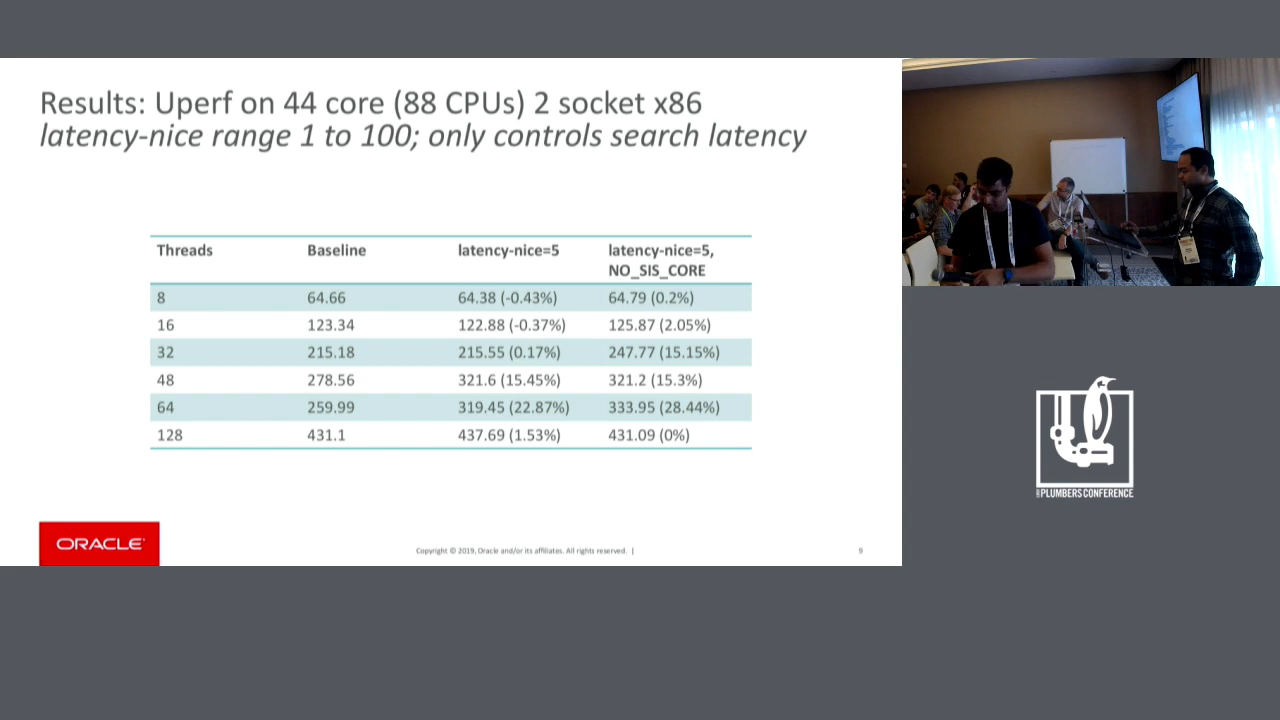 Results: Uperf on 44 core (88 CPUs) 2 socket x86
latency-nice range 1 to 100; only controls search latency
Threads Baseline latency-nice=5 latency-nice=5, NO_SIS_CORE
8 64.66 64.38 (-0.43%) 64.79 (0.2%)
16 123.34 122.88 (-0.37%) 125.87 (2.05%)
32 215.18 215.55 (0.17%) 247.77 (15.15%)
48 278.56 321.6 (15.45%) 321.2 (15.3%)
64 259.99 319.45 (22.87%) 333.95 (28.44%)
128 431.1 437.69 (1.53%) 431.09 (0%)
ORACLE
Copyright © 2019, Oracle and/or its affiliates. All rights reserved. |
9
PLUMBERS CONFERENCE